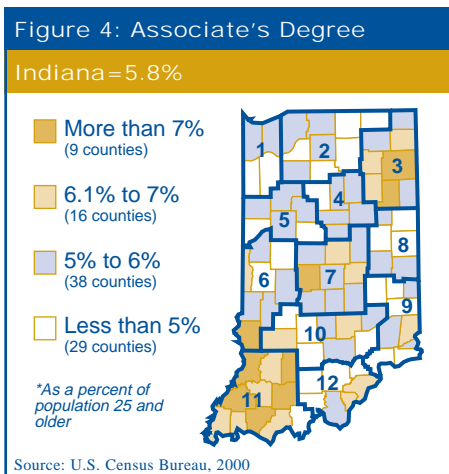 Figure 4: Associate's Degree
Indiana=5.8%
More than 7%
(9 counties)
6.1% to 7%
(16 counties)
5% to 6%
(38 counties)
Less than 5%
(29 counties)
*As a percent of
population 25 and
older
1
2
3
4
5
6
7
8
9
10
11
12
Source: U.S. Census Bureau, 2000